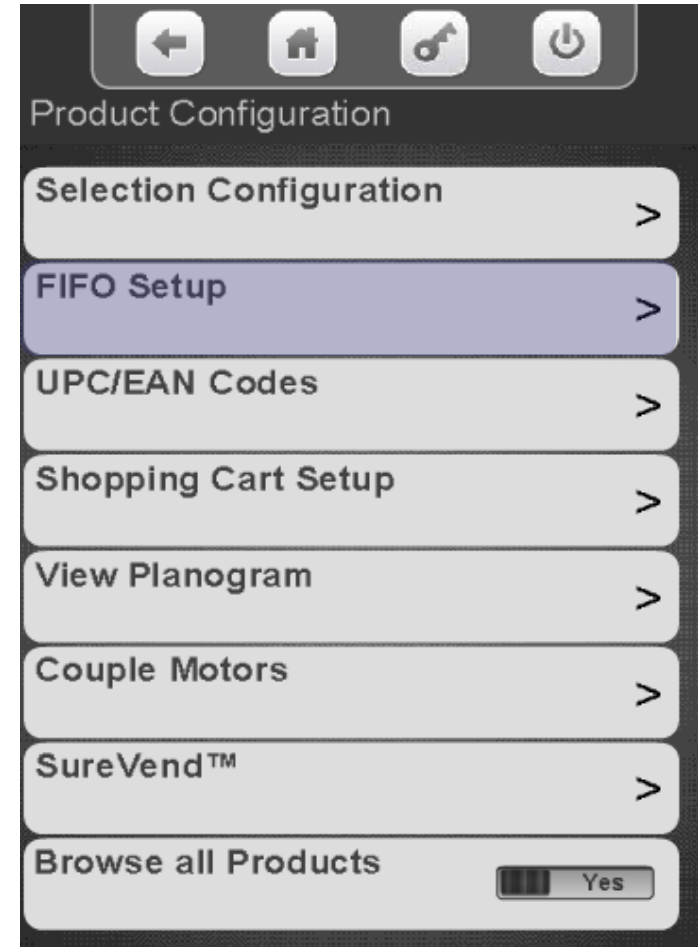 Product Configuration
Selection Configuration
>
FIFO Setup
>
UPC/EAN Codes
>
Shopping Cart Setup
>
View Planogram
>
Couple Motors
>
SureVend™
>
Browse all Products
Yes